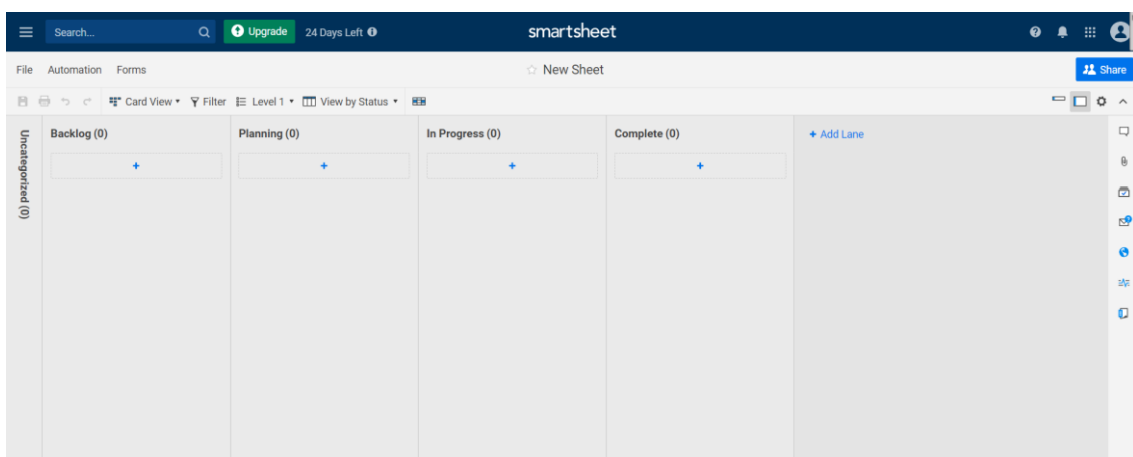 Search... Upgrade 24 Days Left smartsheet
File Automation Forms New Sheet Share
Card View Filter Level 1 View by Status
Uncategorized (0)
Backlog (0) Planning (0) In Progress (0) Complete (0) + Add Lane
+ + + +